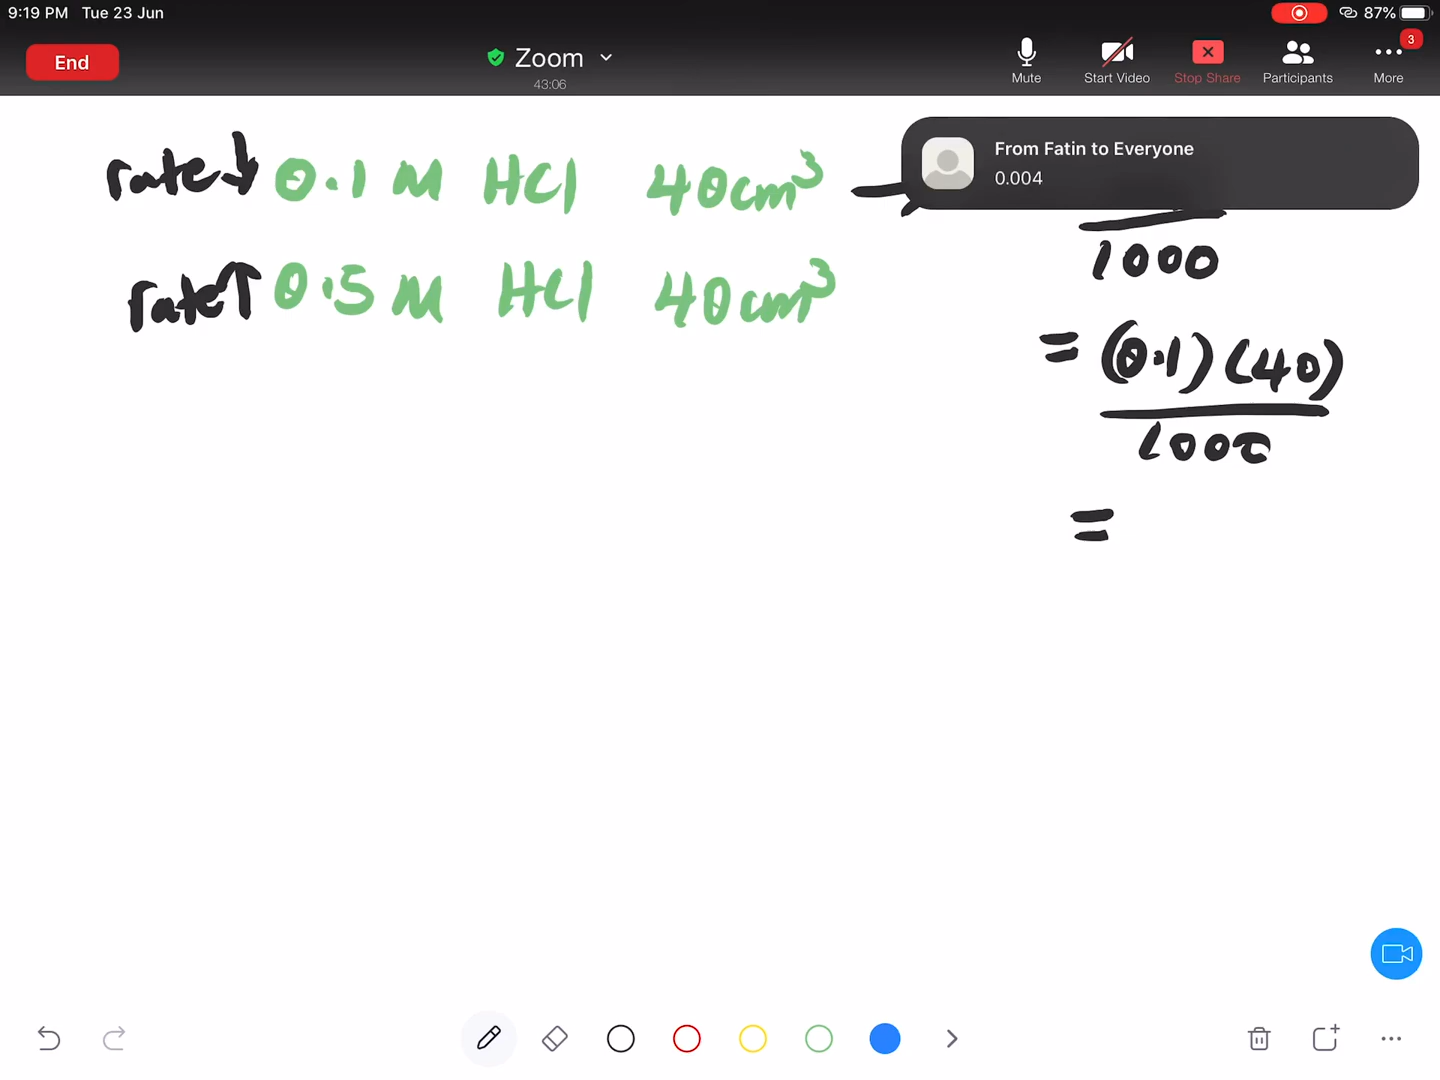 9:19 PM Tue 23 Jun
87%
End
Zoom
43:06
Mute
Start Video
Stop Share
Participants
More
3
From Fatin to Everyone
0.004
rate↓ 0.1 M HCl 40cm³
1000
rate↑ 0.5 M HCl 40cm³
= (0.1)(40)
1000
=